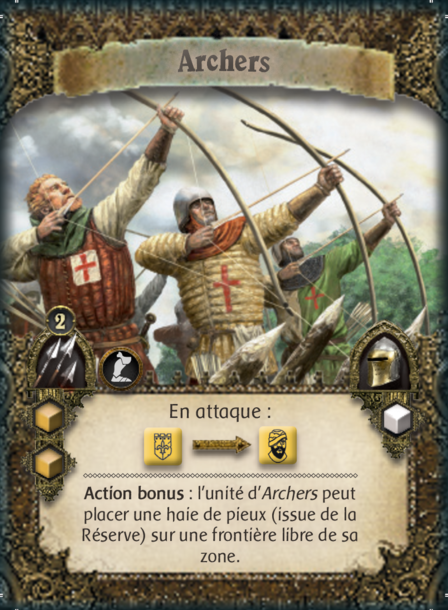 Archers
2
En attaque :
Action bonus : l'unité d'Archers peut
placer une haie de pieux (issue de la
Réserve) sur une frontière libre de sa
zone.